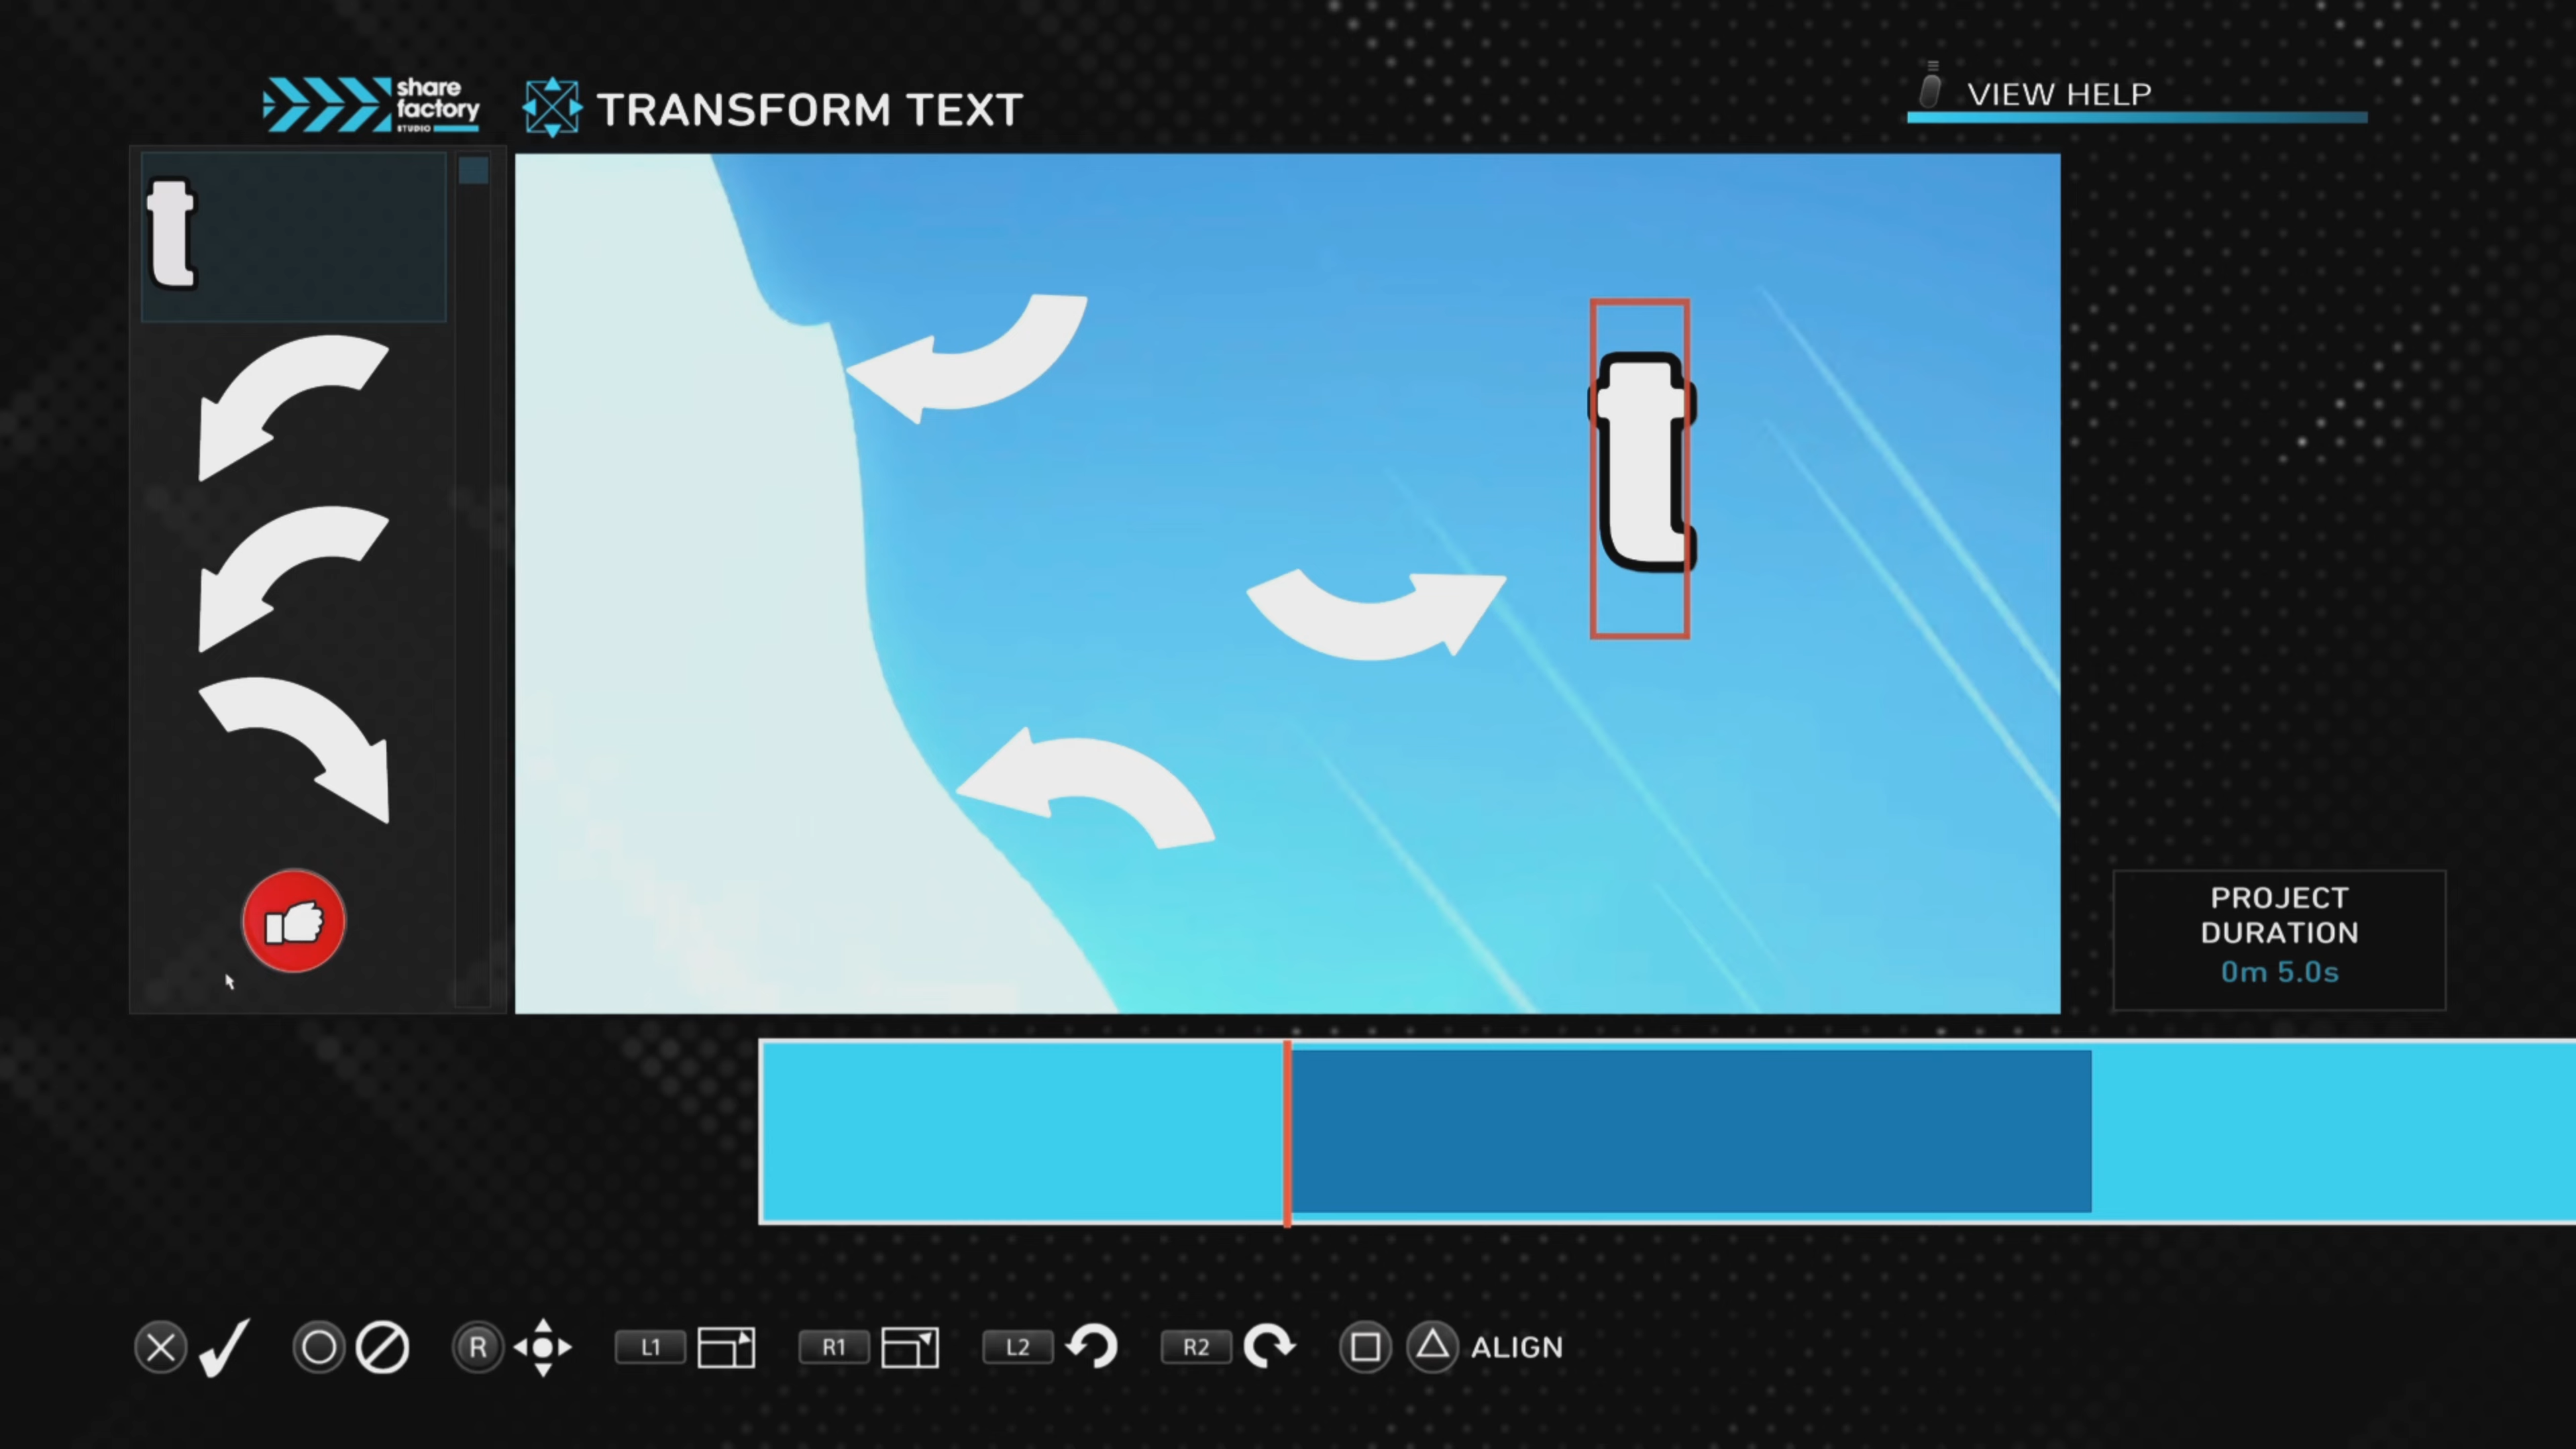 share
factory
STUDIO
TRANSFORM TEXT
VIEW HELP
t
t
PROJECT
DURATION
0m 5.0s
R
L1
R1
L2
R2
ALIGN